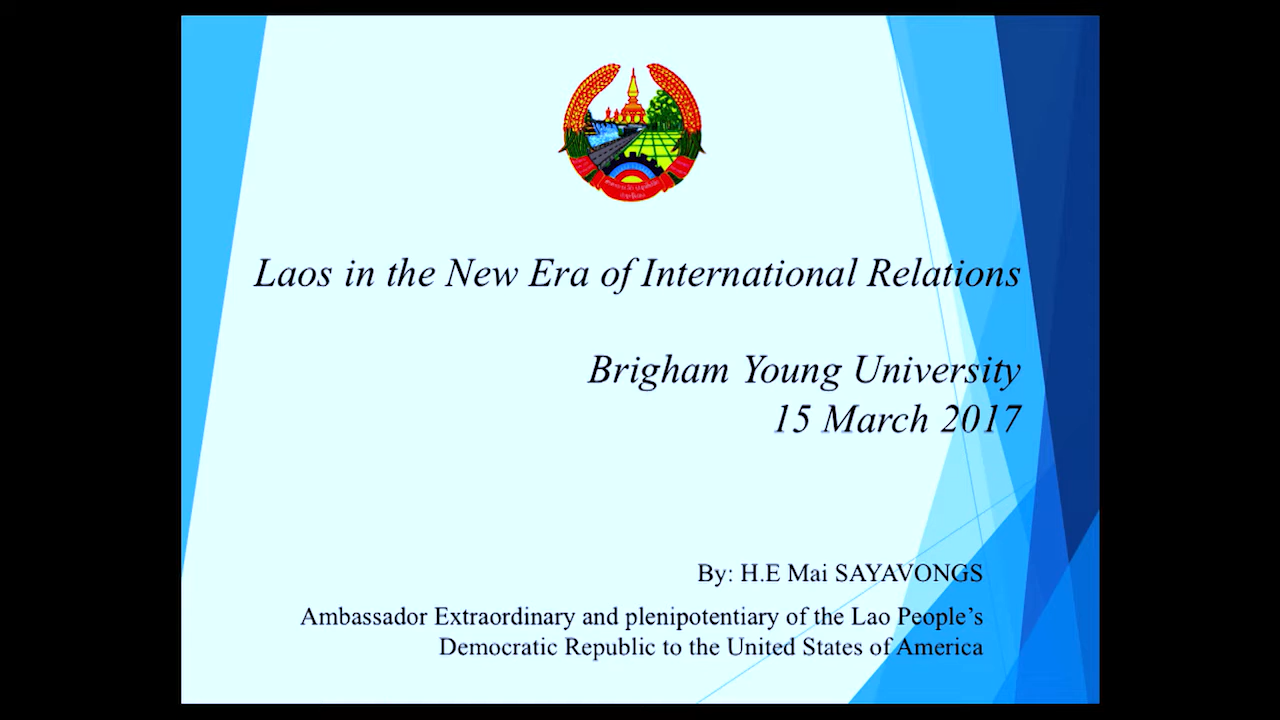 Laos in the New Era of International Relations
Brigham Young University
15 March 2017
By: H.E Mai SAYAVONGS
Ambassador Extraordinary and plenipotentiary of the Lao People’s
Democratic Republic to the United States of America